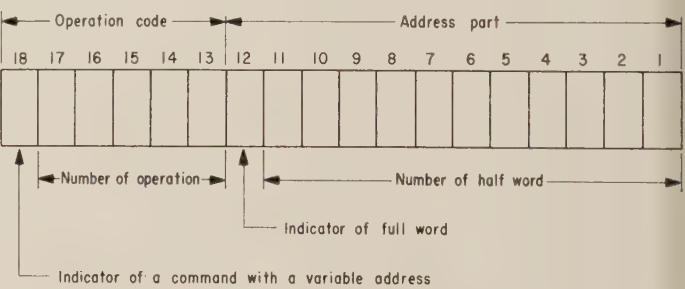 Operation code Address part
18 17 16 15 14 13 12 11 10 9 8 7 6 5 4 3 2 1
Number of operation Number of half word
Indicator of full word
Indicator of a command with a variable address